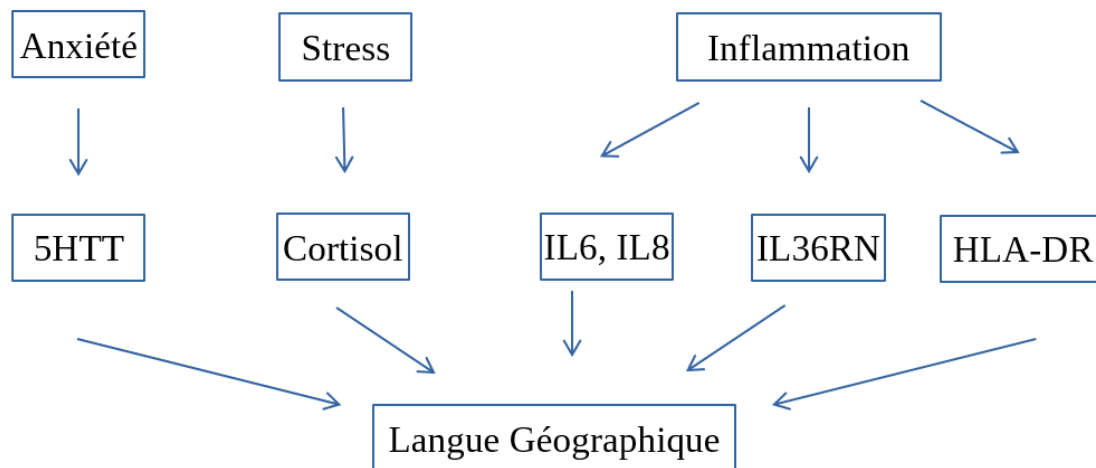 Anxiété
Stress
Inflammation
5HTT
Cortisol
IL6, IL8
IL36RN
HLA-DR
Langue Géographique